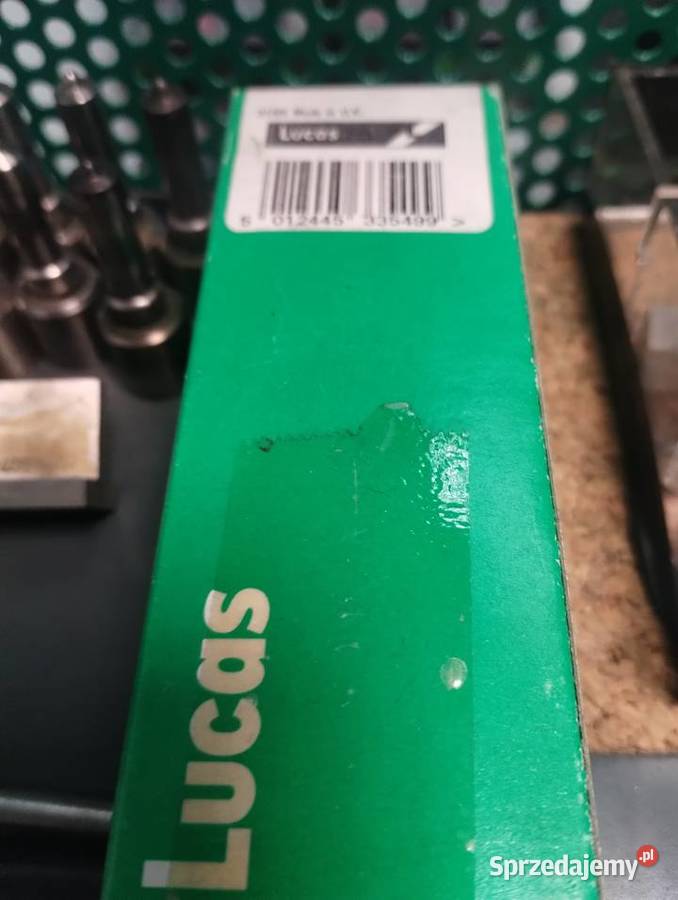 Lucas
5 012445 335499 >
Lucas
Sprzedajemy.pl